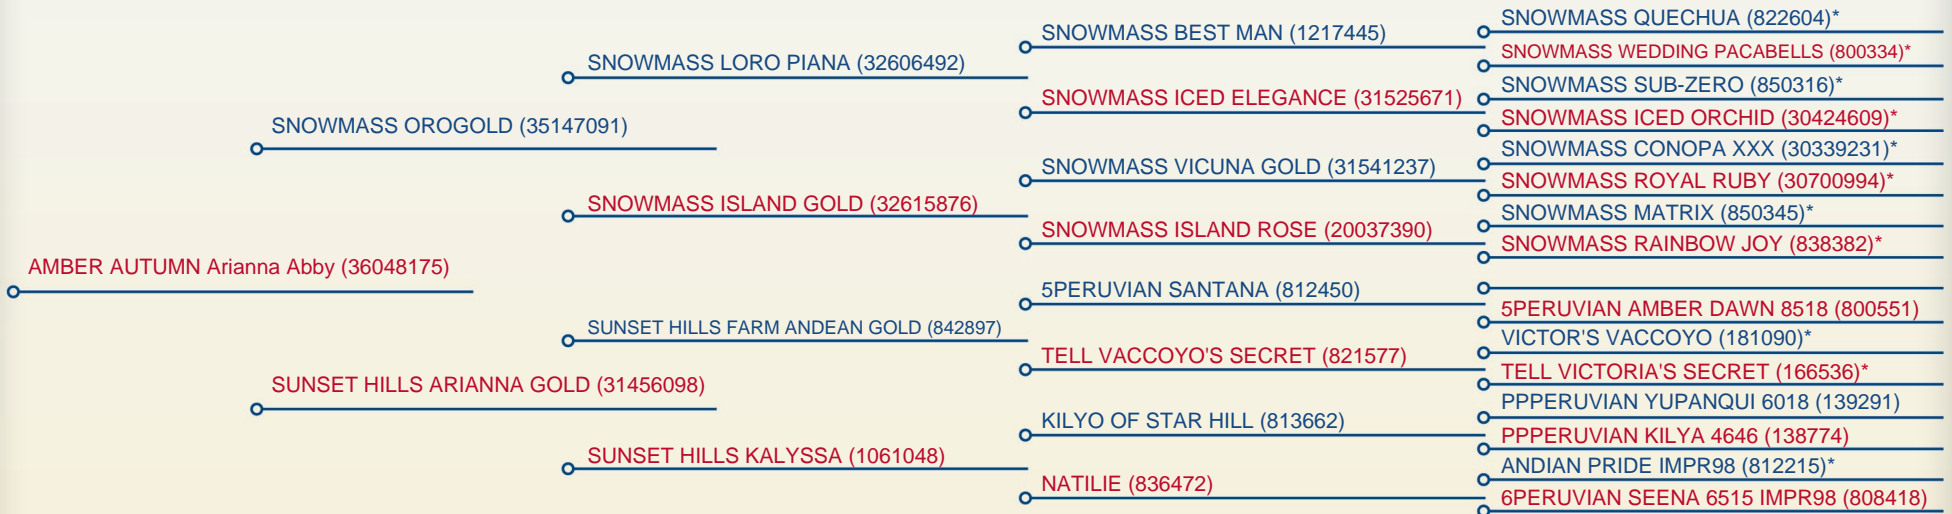 SNOWMASS QUECHUA (822604)*
SNOWMASS BEST MAN (1217445)
SNOWMASS WEDDING PACABELLS (800334)*
SNOWMASS LORO PIANA (32606492)
SNOWMASS SUB-ZERO (850316)*
SNOWMASS ICED ELEGANCE (31525671)
SNOWMASS ICED ORCHID (30424609)*
SNOWMASS OROGOLD (35147091)
SNOWMASS CONOPA XXX (30339231)*
SNOWMASS VICUNA GOLD (31541237)
SNOWMASS ROYAL RUBY (30700994)*
SNOWMASS ISLAND GOLD (32615876)
SNOWMASS MATRIX (850345)*
SNOWMASS ISLAND ROSE (20037390)
SNOWMASS RAINBOW JOY (838382)*
AMBER AUTUMN Arianna Abby (36048175)
5PERUVIAN SANTANA (812450)
5PERUVIAN AMBER DAWN 8518 (800551)
SUNSET HILLS FARM ANDEAN GOLD (842897)
VICTOR'S VACCOYO (181090)*
TELL VACCOYO'S SECRET (821577)
TELL VICTORIA'S SECRET (166536)*
SUNSET HILLS ARIANNA GOLD (31456098)
PPPERUVIAN YUPANQUI 6018 (139291)
KILYO OF STAR HILL (813662)
PPPERUVIAN KILYA 4646 (138774)
SUNSET HILLS KALYSSA (1061048)
ANDIAN PRIDE IMPR98 (812215)*
NATILIE (836472)
6PERUVIAN SEENA 6515 IMPR98 (808418)